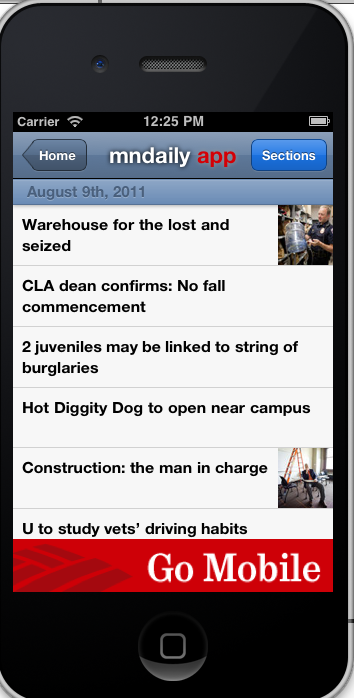 Carrier 12:25 PM
Home mndaily app Sections
August 9th, 2011
Warehouse for the lost and
seized
CLA dean confirms: No fall
commencement
2 juveniles may be linked to string of
burglaries
Hot Diggity Dog to open near campus
Construction: the man in charge
U to study vets’ driving habits
Go Mobile